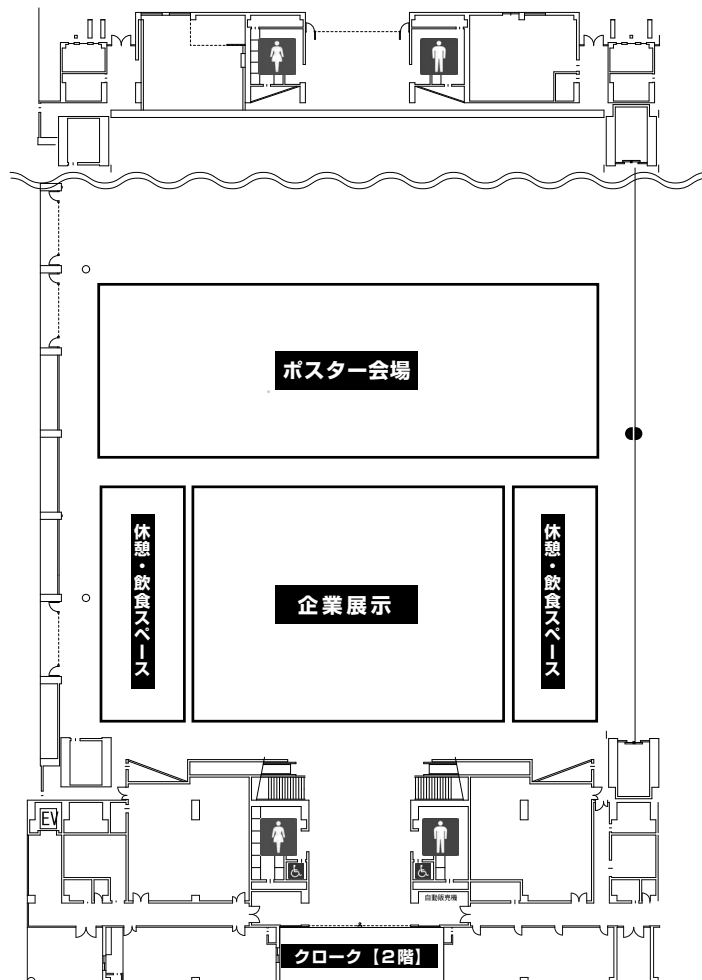 ポスター会場
休憩・飲食スペース
企業展示
休憩・飲食スペース
EV
自動販売機
クローク【2階】